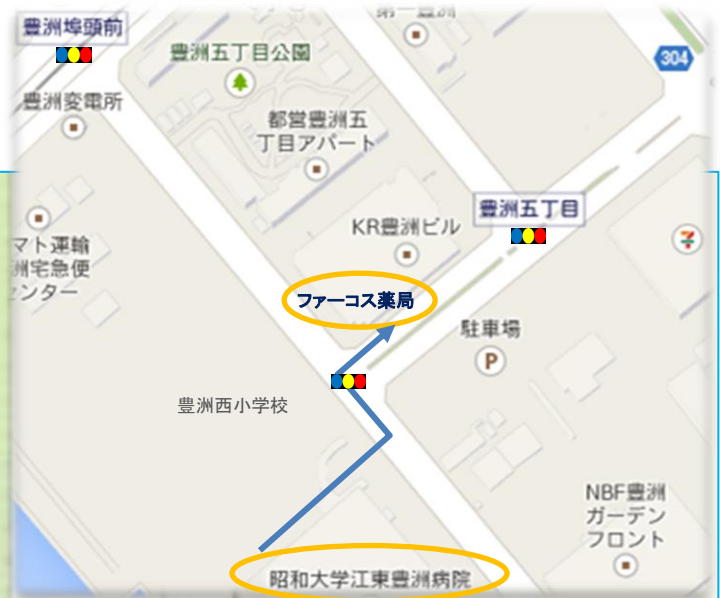 豊洲埠頭前
豊洲五丁目公園
304
豊洲変電所
都営豊洲五
丁目アパート
豊洲五丁目
KR豊洲ビル
マト運輸
洲宅急便
センター
ファーコス薬局
駐車場
P
豊洲西小学校
NBF豊洲
ガーデン
フロント
昭和大学江東豊洲病院